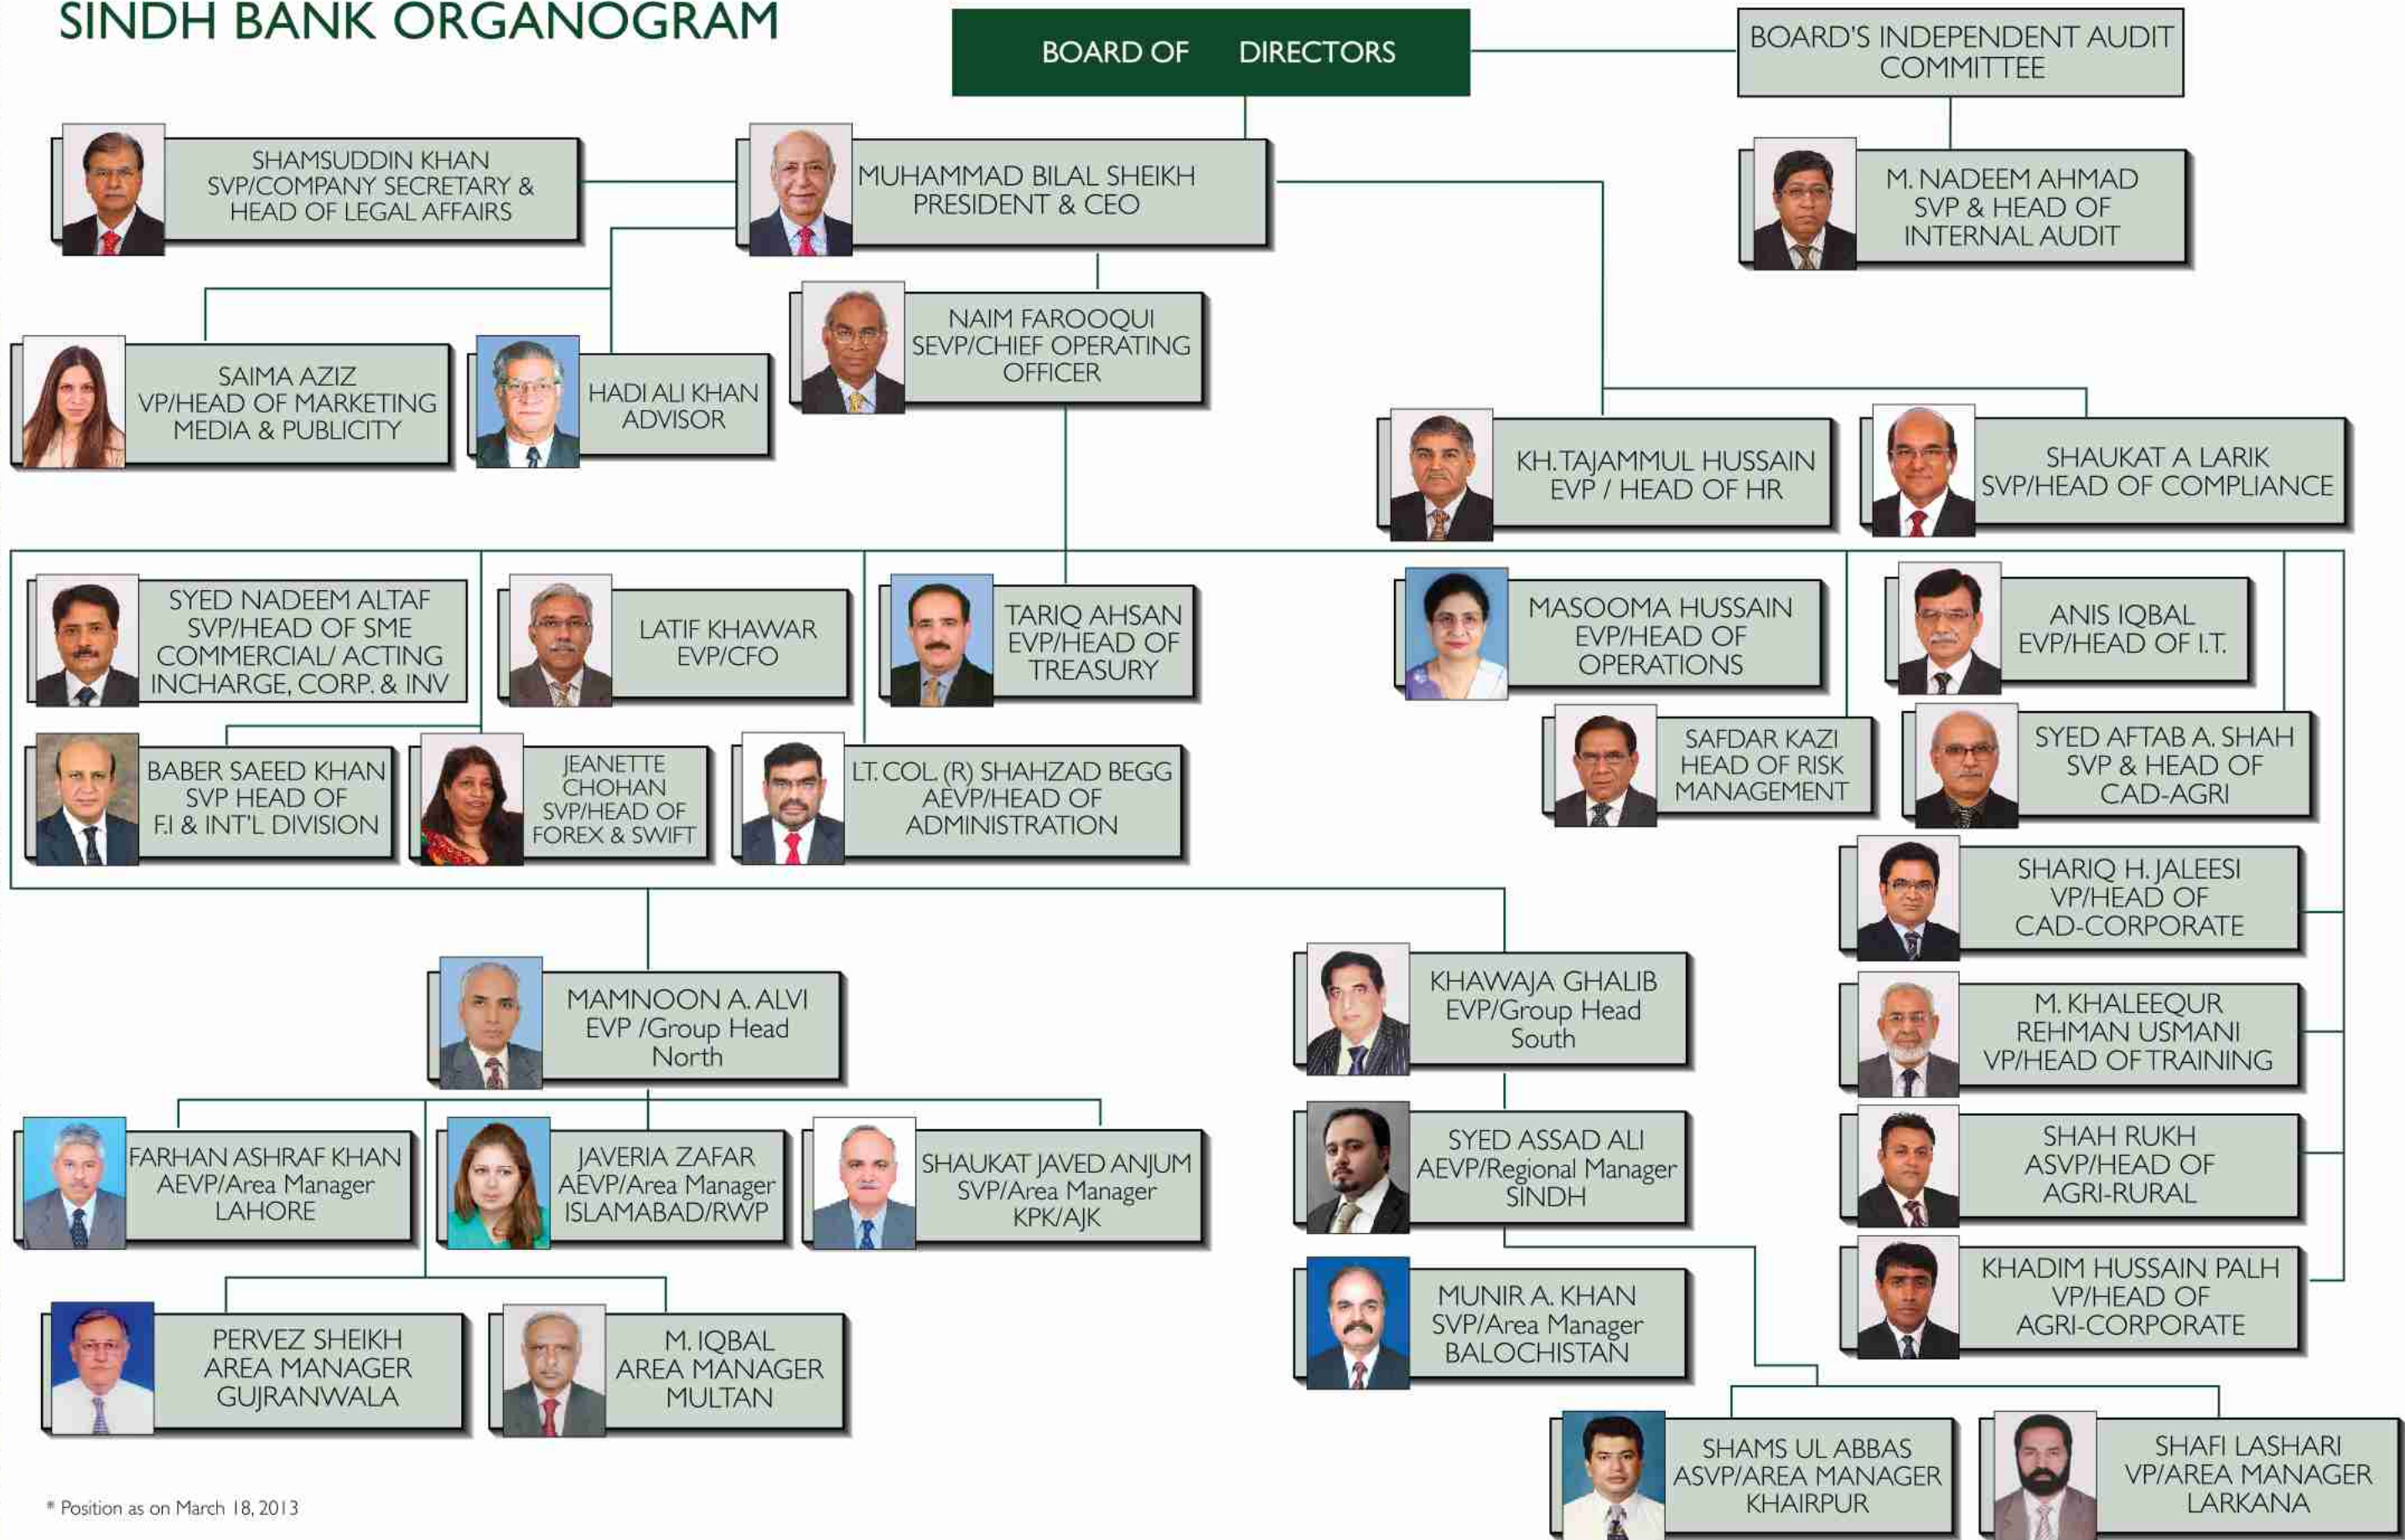 SINDH BANK ORGANOGRAM
BOARD OF DIRECTORS
BOARD'S INDEPENDENT AUDIT
COMMITTEE
SHAMSUDDIN KHAN
SVP/COMPANY SECRETARY &
HEAD OF LEGAL AFFAIRS
MUHAMMAD BILAL SHEIKH
PRESIDENT & CEO
M. NADEEM AHMAD
SVP & HEAD OF
INTERNAL AUDIT
SAIMA AZIZ
VP/HEAD OF MARKETING
MEDIA & PUBLICITY
HADI ALI KHAN
ADVISOR
NAIM FAROOQUI
SEVP/CHIEF OPERATING
OFFICER
KH. TAJAMMUL HUSSAIN
EVP / HEAD OF HR
SHAUKAT A LARIK
SVP/HEAD OF COMPLIANCE
SYED NADEEM ALTAF
SVP/HEAD OF SME
COMMERCIAL/ ACTING
INCHARGE, CORP. & INV
LATIF KHAWAR
EVP/CFO
TARIQ AHSAN
EVP/HEAD OF
TREASURY
MASOOMA HUSSAIN
EVP/HEAD OF
OPERATIONS
ANIS IQBAL
EVP/HEAD OF I.T.
BABER SAEED KHAN
SVP HEAD OF
F.I & INT'L DIVISION
JEANETTE
CHOHAN
SVP/HEAD OF
FOREX & SWIFT
LT. COL. (R) SHAHZAD BEGG
AEVP/HEAD OF
ADMINISTRATION
SAFDAR KAZI
HEAD OF RISK
MANAGEMENT
SYED AFTAB A. SHAH
SVP & HEAD OF
CAD-AGRI
SHARIQ H. JALEESI
VP/HEAD OF
CAD-CORPORATE
MAMNOON A. ALVI
EVP /Group Head
North
KHAWAJA GHALIB
EVP/Group Head
South
M. KHALEEQUR
REHMAN USMANI
VP/HEAD OF TRAINING
FARHAN ASHRAF KHAN
AEVP/Area Manager
LAHORE
JAVERIA ZAFAR
AEVP/Area Manager
ISLAMABAD/RWP
SHAUKAT JAVED ANJUM
SVP/Area Manager
KPK/AJK
SYED ASSAD ALI
AEVP/Regional Manager
SINDH
SHAH RUKH
ASVP/HEAD OF
AGRI-RURAL
PERVEZ SHEIKH
AREA MANAGER
GUJRANWALA
M. IQBAL
AREA MANAGER
MULTAN
MUNIR A. KHAN
SVP/Area Manager
BALOCHISTAN
KHADIM HUSSAIN PALH
VP/HEAD OF
AGRI-CORPORATE
SHAMS UL ABBAS
ASVP/AREA MANAGER
KHAIRPUR
SHAFI LASHARI
VP/AREA MANAGER
LARKANA
* Position as on March 18, 2013